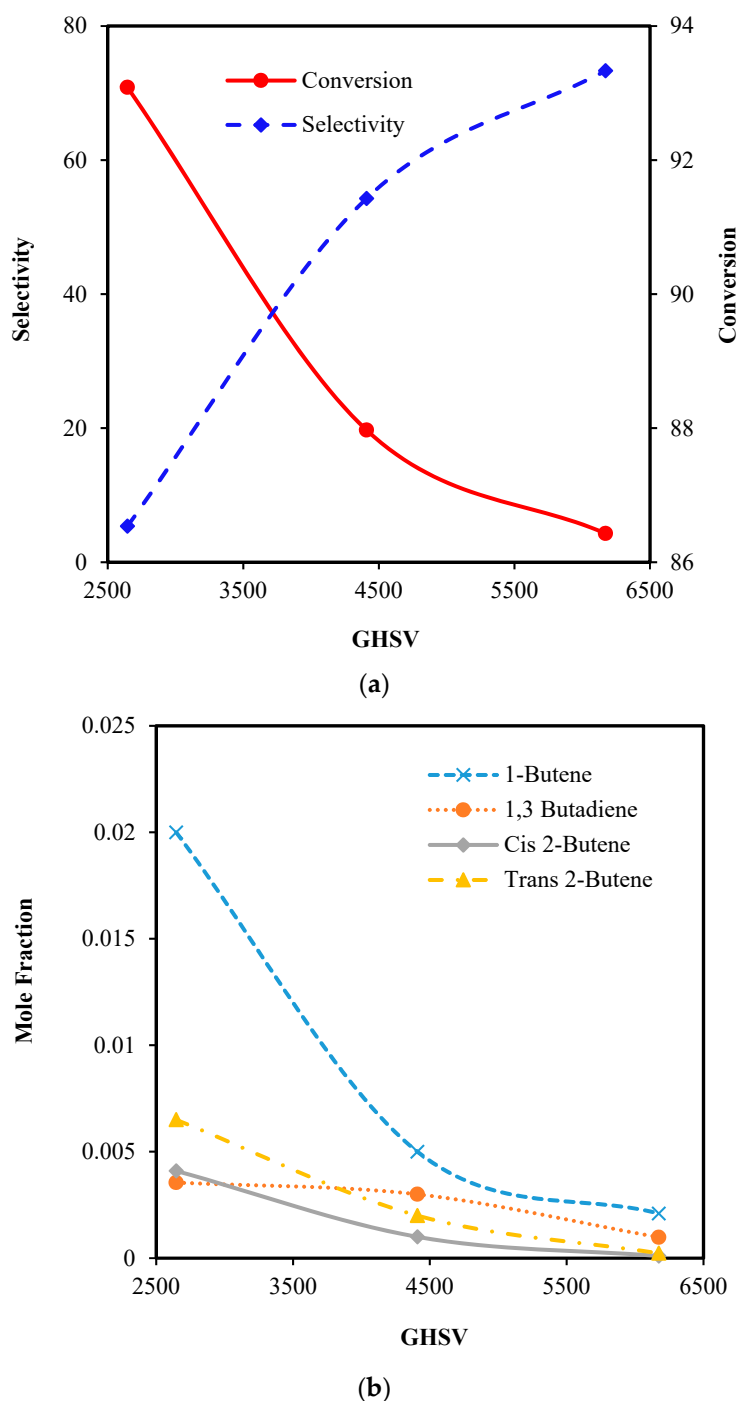 80
94
Conversion
Selectivity
60
92
Selectivity
40
90
Conversion
20
88
0
86
2500
3500
4500
5500
6500
GHSV
(a)
0.025
1-Butene
1,3 Butadiene
Cis 2-Butene
Trans 2-Butene
0.02
0.015
Mole Fraction
0.01
0.005
0
2500
3500
4500
5500
6500
GHSV
(b)